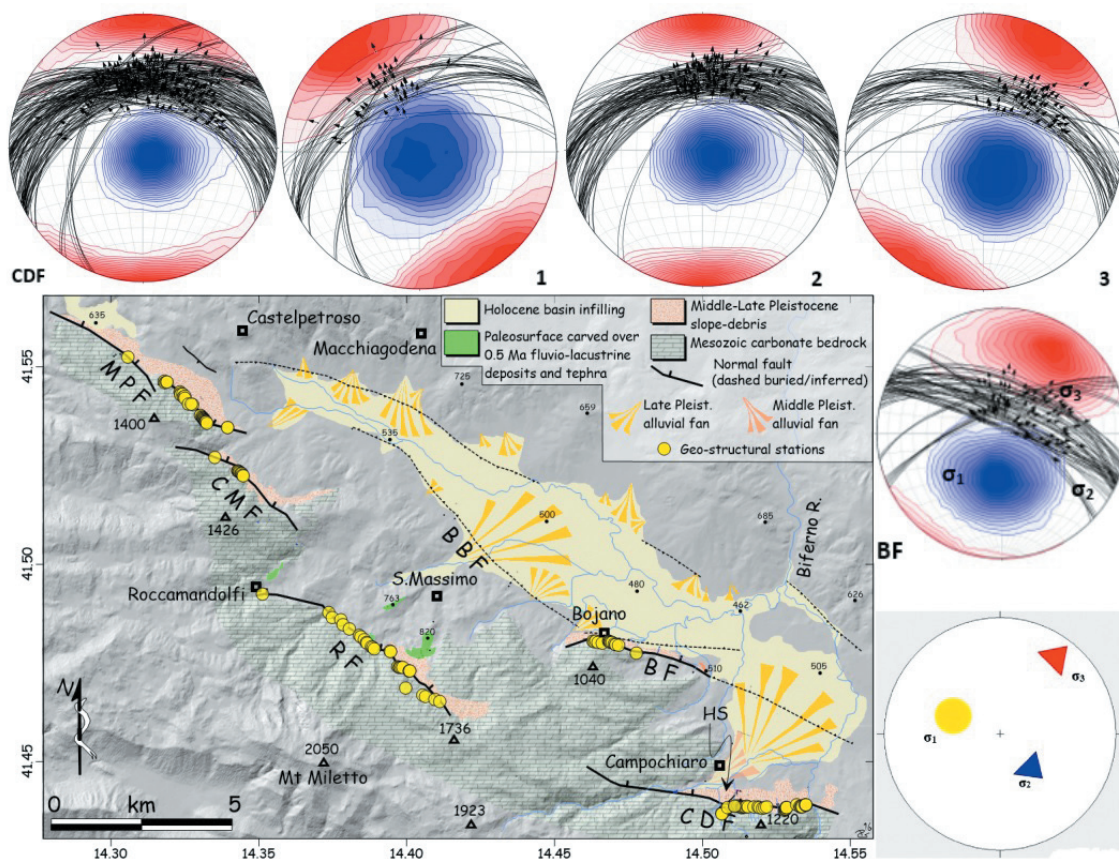 CDF
1
2
3
Holocene basin infilling
Paleosurface carved over
0.5 Ma fluvio-lacustrine
deposits and tephra
Middle-Late Pleistocene
slope-debris
Mesozoic carbonate bedrock
Normal fault
(dashed buried/inferred)
Late Pleist.
alluvial fan
Middle Pleist.
alluvial fan
Geo-structural stations
635
Castelpetroso
Macchiagodena
41.55
MPF
1400
725
659
535
CMF
1426
500
685
Biferno R.
41.50
BBF
Roccamandolfi
S.Massimo
763
820
480
462
626
Bojano
RF
BF
1040
510
505
HS
1736
N
2050
Mt Miletto
41.45
Campochiaro
0 km 5
1923
CDF
1220
14.30 14.35 14.40 14.45 14.50 14.55
σ3
σ1
σ2
BF
σ3
σ1
σ2